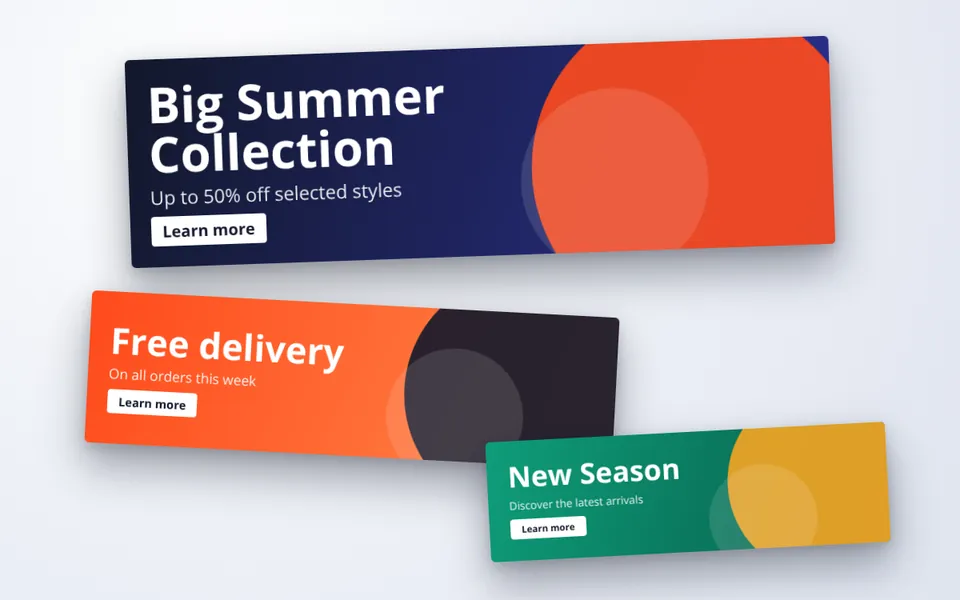 Big Summer
Collection
Up to 50% off selected styles
Learn more
Free delivery
On all orders this week
Learn more
New Season
Discover the latest arrivals
Learn more